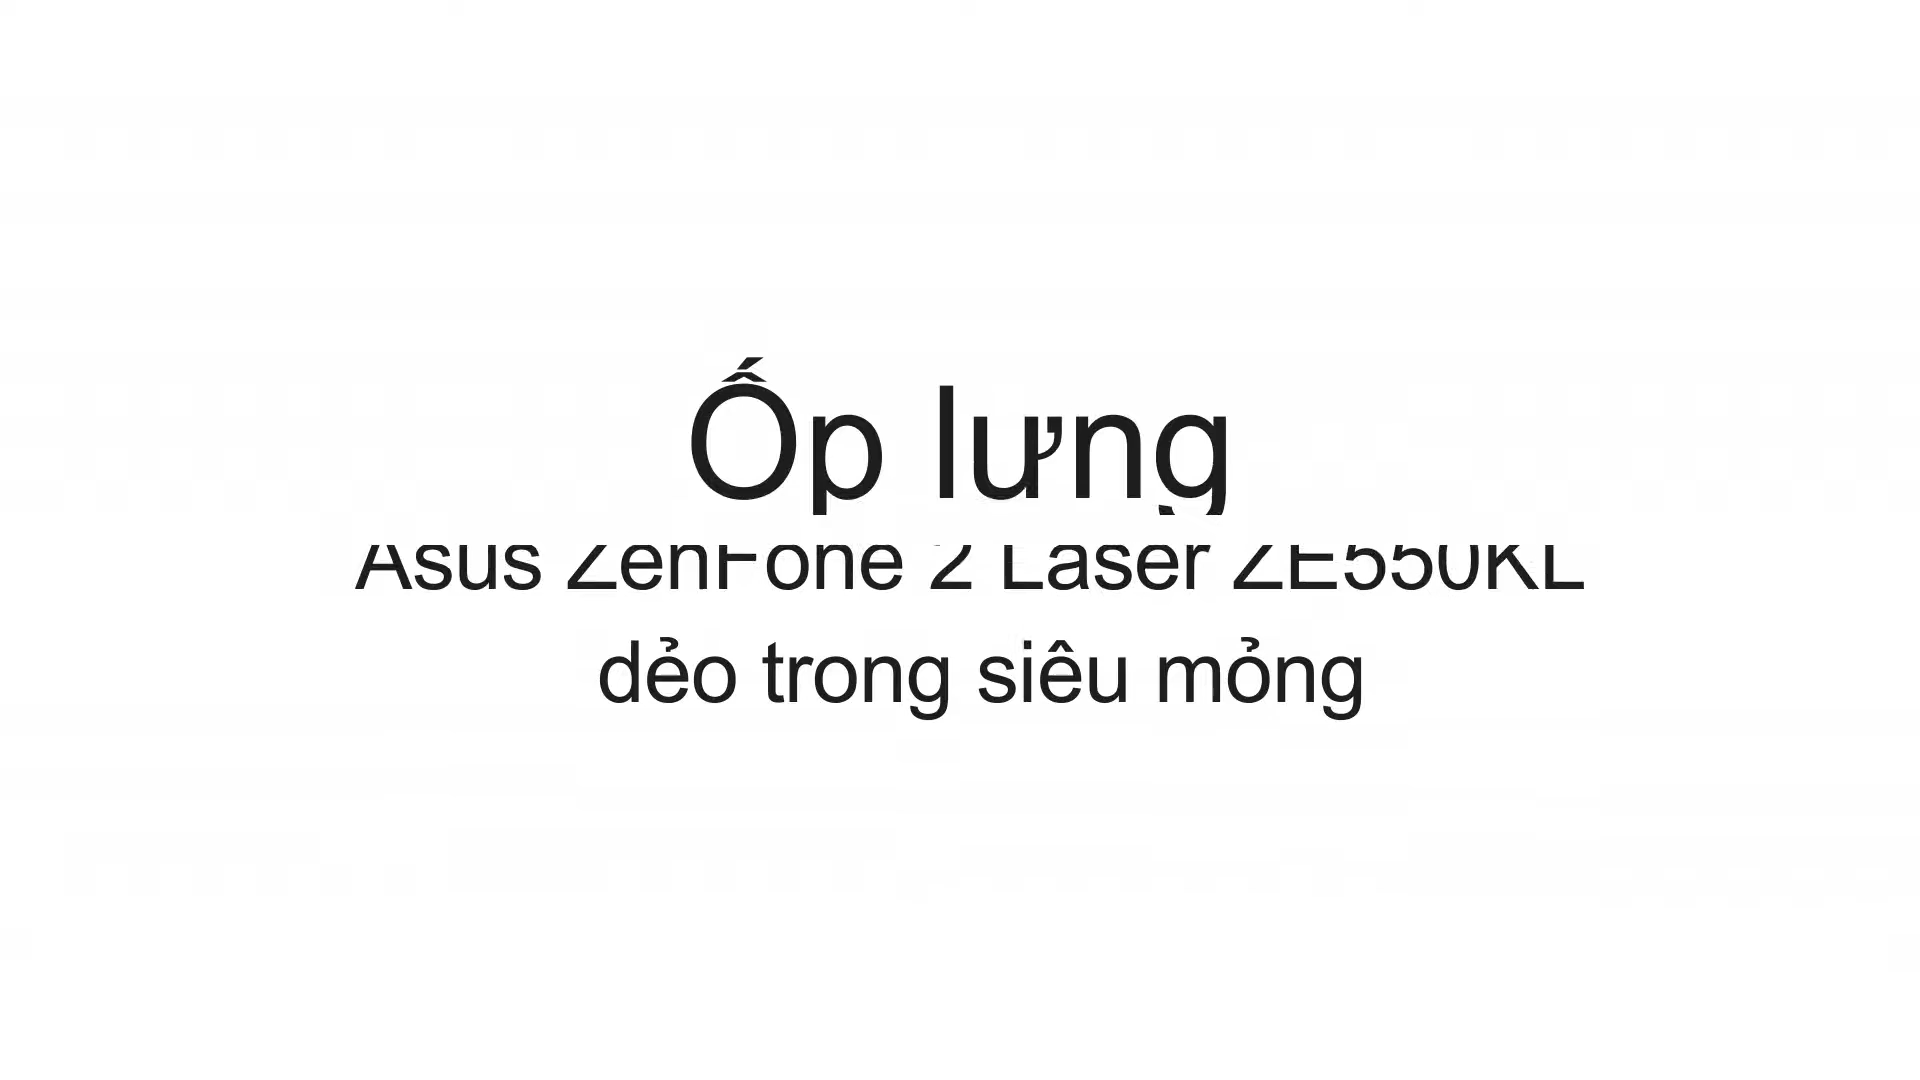 Ốp lưng
Asus ZenFone 2 Laser ZE550KL
dẻo trong siêu mỏng